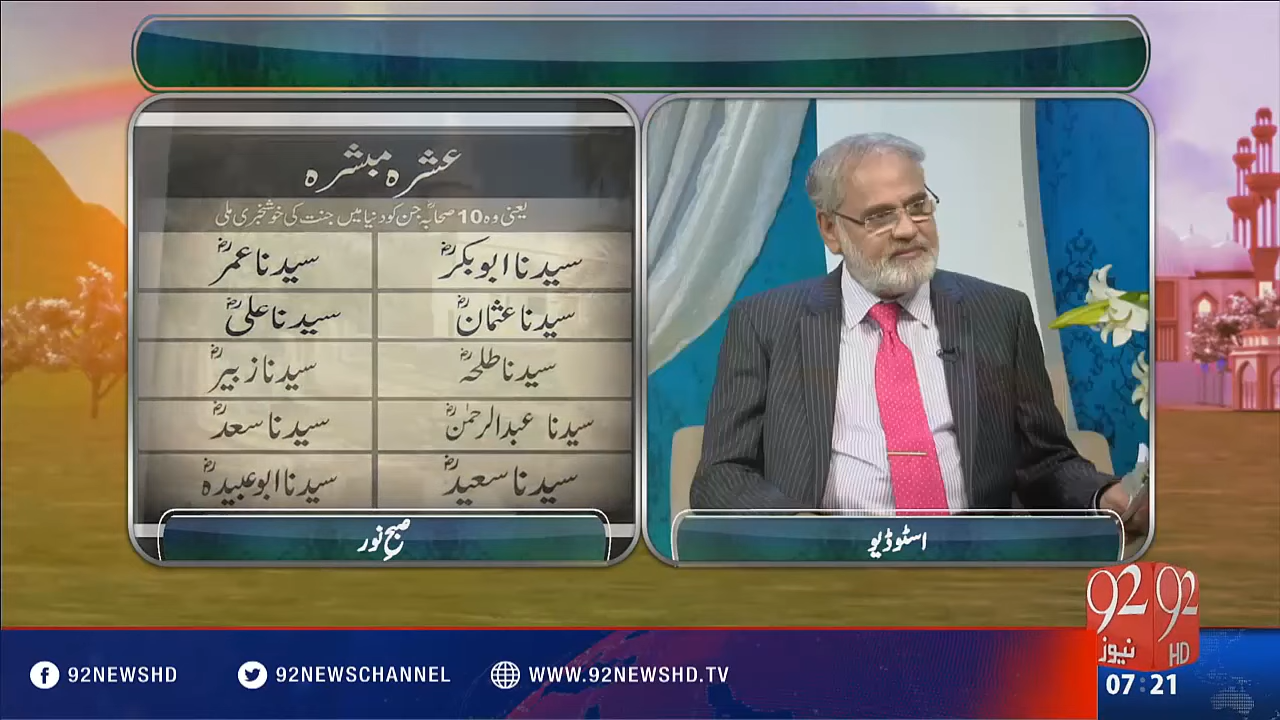 عشرہ مبشرہ
یعنی وہ 10 صحابہؓ جن کو دنیا میں جنت کی خوشخبری ملی
سیدنا ابوبکرؓ سیدنا عمرؓ
سیدنا عثمانؓ سیدنا علیؓ
سیدنا طلحہؓ سیدنا زبیرؓ
سیدنا عبدالرحمٰنؓ سیدنا سعدؓ
سیدنا سعیدؓ سیدنا ابوعبیدہؓ
صبحِ نور
اسٹوڈیو
92 92
نیوز HD
92NEWSHD 92NEWSCHANNEL WWW.92NEWSHD.TV
07:21